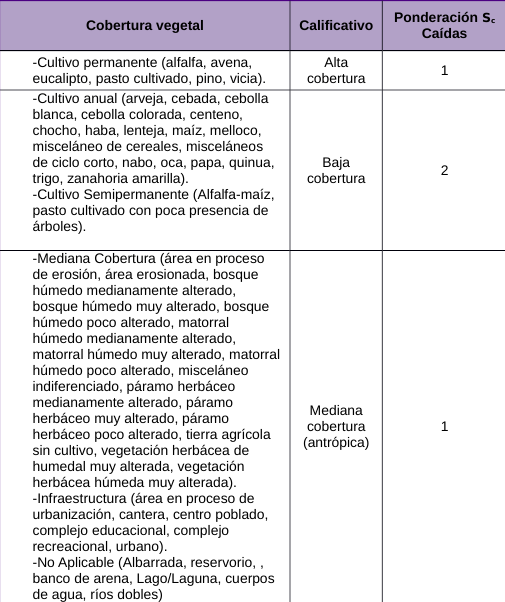 Cobertura vegetal
Calificativo
Ponderación S꜀
Caídas
-Cultivo permanente (alfalfa, avena,
eucalipto, pasto cultivado, pino, vicia).
Alta
cobertura
1
-Cultivo anual (arveja, cebada, cebolla
blanca, cebolla colorada, centeno,
chocho, haba, lenteja, maíz, melloco,
misceláneo de cereales, misceláneos
de ciclo corto, nabo, oca, papa, quinua,
trigo, zanahoria amarilla).
-Cultivo Semipermanente (Alfalfa-maíz,
pasto cultivado con poca presencia de
árboles).
Baja
cobertura
2
-Mediana Cobertura (área en proceso
de erosión, área erosionada, bosque
húmedo medianamente alterado,
bosque húmedo muy alterado, bosque
húmedo poco alterado, matorral
húmedo medianamente alterado,
matorral húmedo muy alterado, matorral
húmedo poco alterado, misceláneo
indiferenciado, páramo herbáceo
medianamente alterado, páramo
herbáceo muy alterado, páramo
herbáceo poco alterado, tierra agrícola
sin cultivo, vegetación herbácea de
humedal muy alterada, vegetación
herbácea húmeda muy alterada).
-Infraestructura (área en proceso de
urbanización, cantera, centro poblado,
complejo educacional, complejo
recreacional, urbano).
-No Aplicable (Albarrada, reservorio, ,
banco de arena, Lago/Laguna, cuerpos
de agua, ríos dobles)
Mediana
cobertura
(antrópica)
1